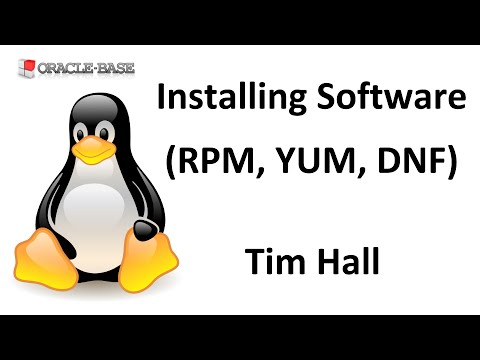 ORACLE-BASE
Installing Software
(RPM, YUM, DNF)
Tim Hall